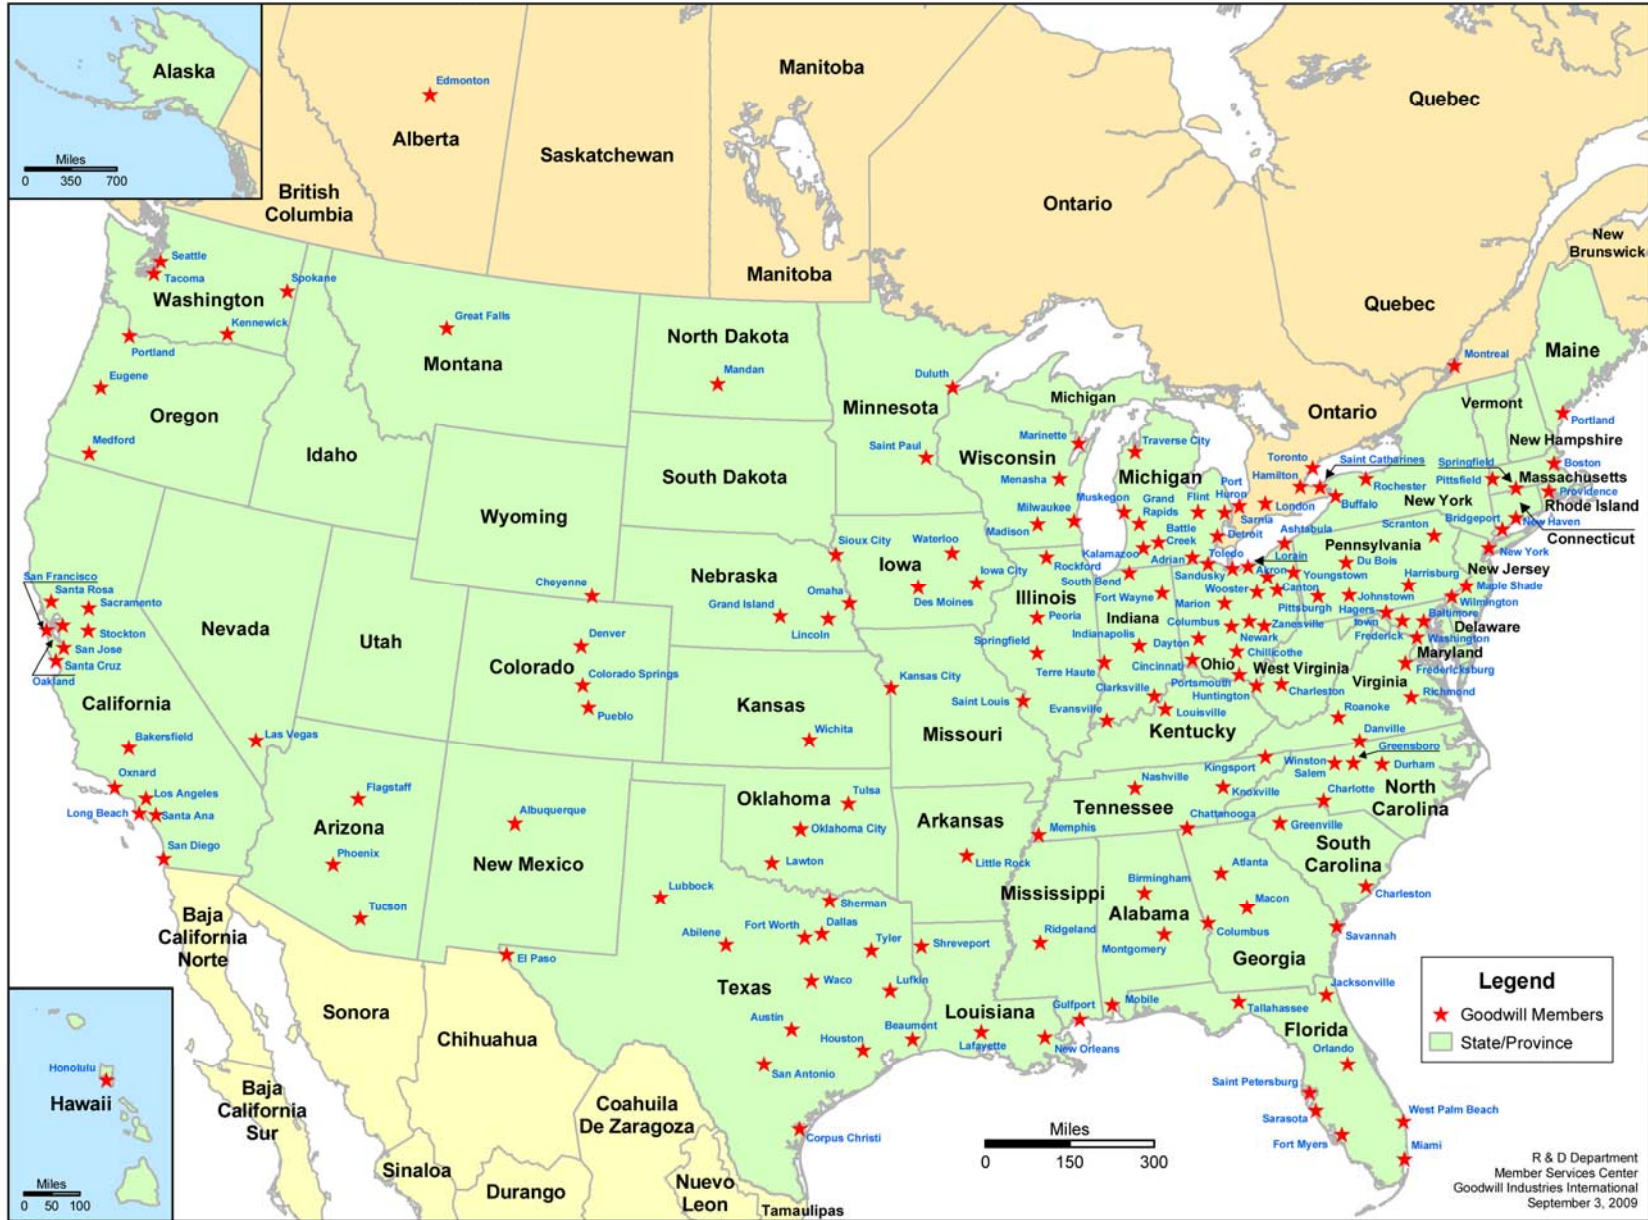 Alaska
Miles
0 350 700
Edmonton
Alberta
British
Columbia
Saskatchewan
Manitoba
Manitoba
Ontario
Quebec
Quebec
New
Brunswick
Ontario
Montreal
Seattle
Tacoma
Washington
Spokane
Kennewick
Portland
Eugene
Oregon
Medford
Idaho
Great Falls
Montana
North Dakota
Mandan
South Dakota
Wyoming
Cheyenne
Duluth
Minnesota
Saint Paul
Michigan
Marinette
Wisconsin
Menasha
Milwaukee
Madison
Traverse City
Michigan
Muskegon
Grand
Rapids
Flint
Port
Huron
Battle
Creek
Kalamazoo
Adrian
Detroit
Sarnia
London
Toronto
Hamilton
Saint Catharines
Buffalo
Rochester
New York
Vermont
Maine
Portland
New Hampshire
Boston
Springfield
Pittsfield
Massachusetts
Providence
Rhode Island
Bridgeport
New Haven
Connecticut
New York
New Jersey
Maple Shade
Wilmington
Baltimore
Delaware
Washington
Maryland
Fredericksburg
Scranton
Pennsylvania
Du Bois
Harrisburg
Johnstown
Hagers
town
Frederick
Pittsburgh
Ashtabula
Lorain
Toledo
Sandusky
Akron
Youngstown
Canton
Wooster
Marion
Columbus
Zanesville
Newark
Chillicothe
Dayton
Cincinnati
Ohio
Portsmouth
Huntington
West Virginia
Charleston
Virginia
Richmond
Roanoke
Danville
South Bend
Fort Wayne
Indiana
Indianapolis
Terre Haute
Clarksville
Evansville
Louisville
Kentucky
Rockford
Illinois
Peoria
Springfield
Sioux City
Waterloo
Iowa
Iowa City
Des Moines
Nebraska
Omaha
Grand Island
Lincoln
Kansas City
Saint Louis
Missouri
Kansas
Wichita
Denver
Colorado
Colorado Springs
Pueblo
Utah
Nevada
Las Vegas
San Francisco
Santa Rosa
Sacramento
Stockton
San Jose
Santa Cruz
Oakland
California
Bakersfield
Oxnard
Los Angeles
Long Beach
Santa Ana
San Diego
Flagstaff
Arizona
Phoenix
Tucson
Albuquerque
New Mexico
Oklahoma
Tulsa
Oklahoma City
Lawton
Arkansas
Little Rock
Nashville
Tennessee
Memphis
Kingsport
Knoxville
Chattanooga
Greensboro
Winston
Salem
Durham
North
Carolina
Charlotte
Greenville
South
Carolina
Charleston
Mississippi
Ridgeland
Gulfport
Birmingham
Alabama
Montgomery
Mobile
Atlanta
Macon
Columbus
Georgia
Savannah
Jacksonville
Tallahassee
Florida
Orlando
Saint Petersburg
Sarasota
Fort Myers
West Palm Beach
Miami
Lubbock
Abilene
Fort Worth
Dallas
Sherman
Tyler
Shreveport
El Paso
Texas
Waco
Lufkin
Austin
Houston
Beaumont
San Antonio
Corpus Christi
Louisiana
Lafayette
New Orleans
Baja
California
Norte
Sonora
Chihuahua
Baja
California
Sur
Sinaloa
Durango
Coahuila
De Zaragoza
Nuevo
Leon
Tamaulipas
Honolulu
Hawaii
Miles
0 50 100
Miles
0 150 300
Legend
Goodwill Members
State/Province
R & D Department
Member Services Center
Goodwill Industries International
September 3, 2009